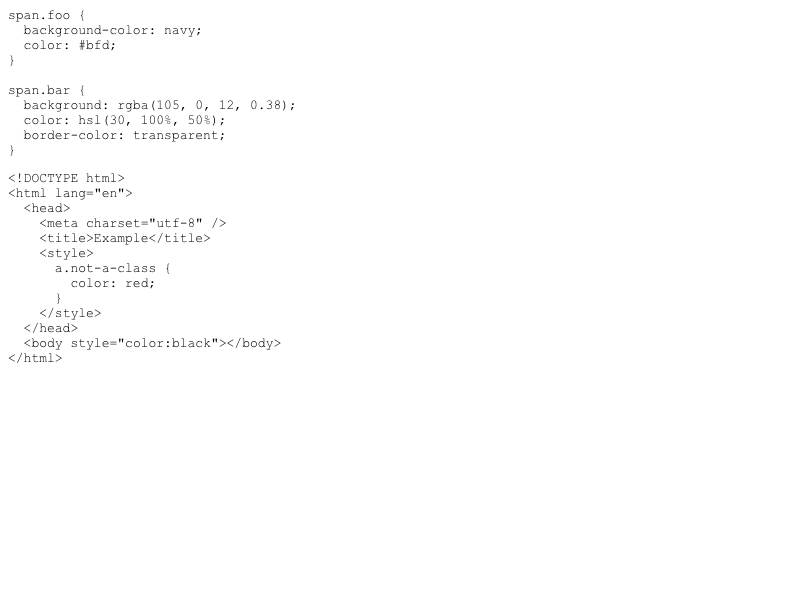 span.foo {
  background-color: navy;
  color: #bfd;
}

span.bar {
  background: rgba(105, 0, 12, 0.38);
  color: hsl(30, 100%, 50%);
  border-color: transparent;
}

<!DOCTYPE html>
<html lang="en">
  <head>
    <meta charset="utf-8" />
    <title>Example</title>
    <style>
      a.not-a-class {
        color: red;
      }
    </style>
  </head>
  <body style="color:black"></body>
</html>